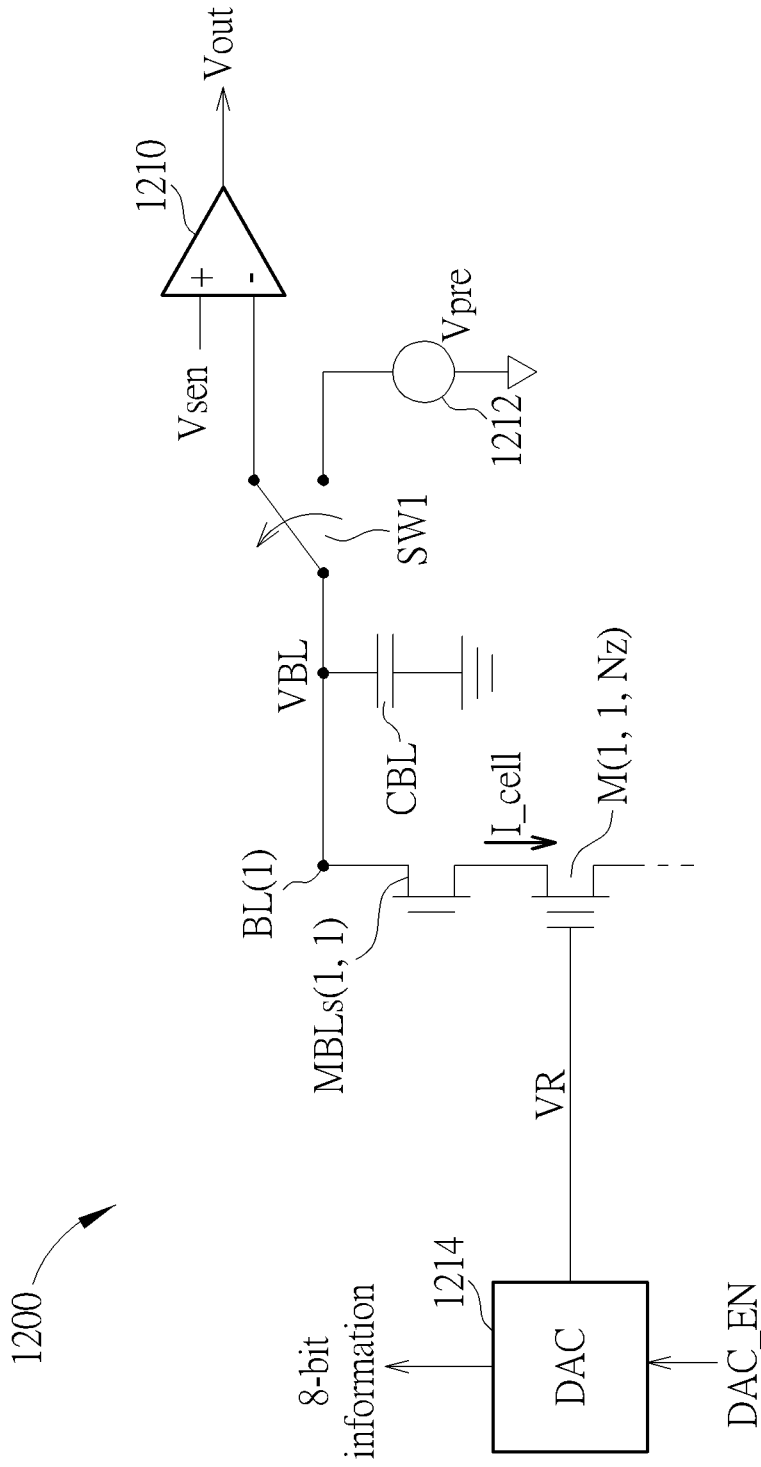 1200
8-bit
information
1214
DAC
DAC_EN
VR
BL(1)
MBLs(1, 1)
I_cell
M(1, 1, Nz)
VBL
CBL
SW1
Vsen
+
-
1210
Vout
Vpre
1212